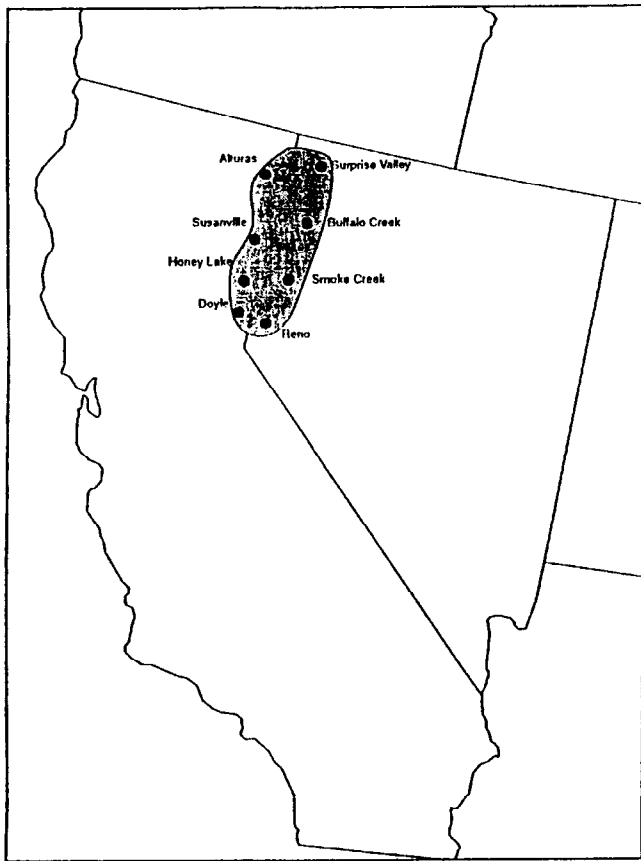 Alturas
Surprise Valley
Susanville
Buffalo Creek
Honey Lake
Smoke Creek
Doyle
Reno